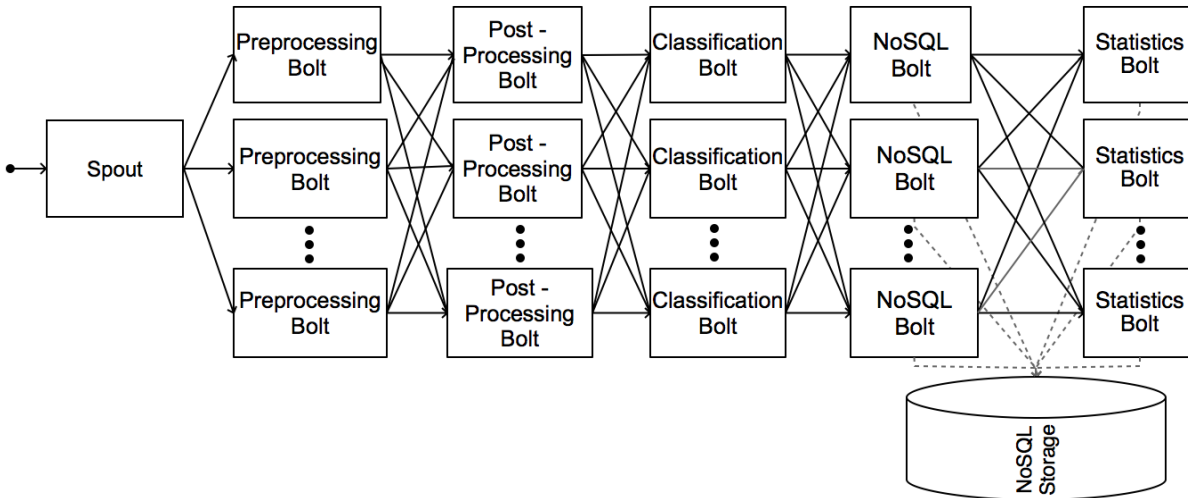 Preprocessing
Bolt
Post -
Processing
Bolt
Classification
Bolt
NoSQL
Bolt
Statistics
Bolt
Spout
Preprocessing
Bolt
Post -
Processing
Bolt
Classification
Bolt
NoSQL
Bolt
Statistics
Bolt
Preprocessing
Bolt
Post -
Processing
Bolt
Classification
Bolt
NoSQL
Bolt
Statistics
Bolt
NoSQL
Storage